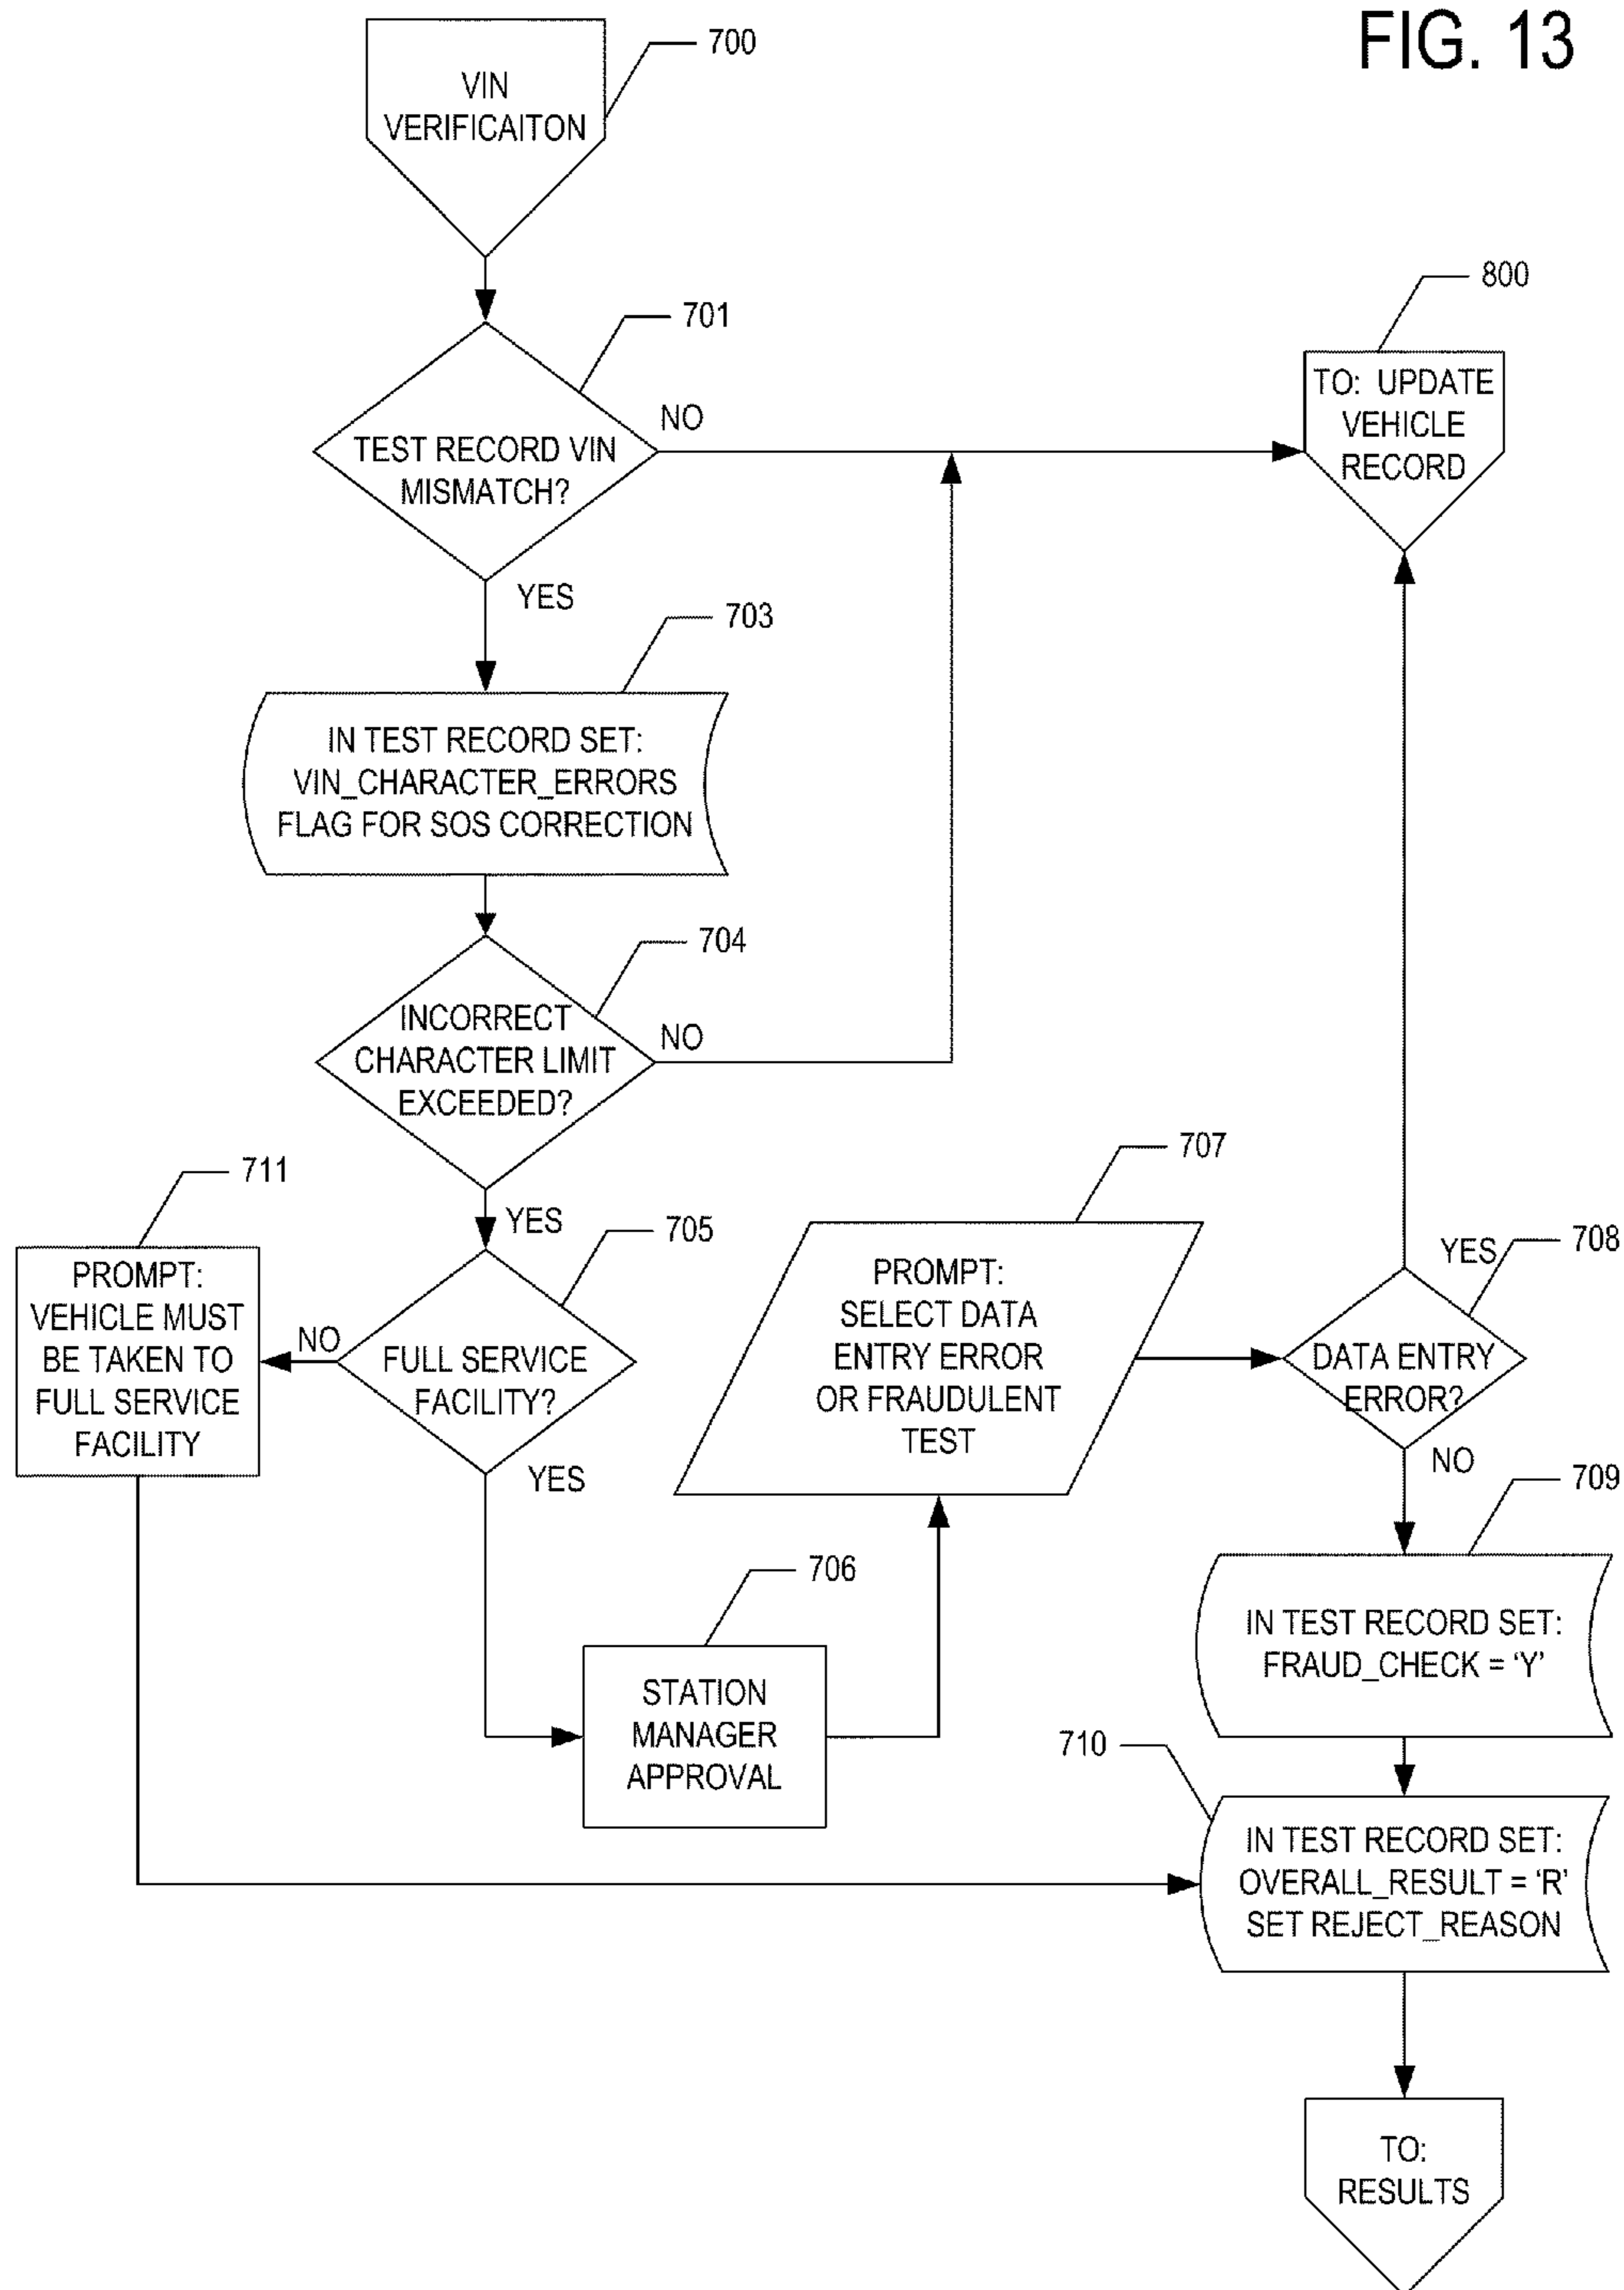 FIG. 13
700
VIN
VERIFICAITON
701
TEST RECORD VIN
MISMATCH?
NO
YES
800
TO: UPDATE
VEHICLE
RECORD
703
IN TEST RECORD SET:
VIN_CHARACTER_ERRORS
FLAG FOR SOS CORRECTION
704
INCORRECT
CHARACTER LIMIT
EXCEEDED?
NO
YES
705
FULL SERVICE
FACILITY?
NO
YES
711
PROMPT:
VEHICLE MUST
BE TAKEN TO
FULL SERVICE
FACILITY
706
STATION
MANAGER
APPROVAL
707
PROMPT:
SELECT DATA
ENTRY ERROR
OR FRAUDULENT
TEST
708
DATA ENTRY
ERROR?
YES
NO
709
IN TEST RECORD SET:
FRAUD_CHECK = ‘Y’
710
IN TEST RECORD SET:
OVERALL_RESULT = ‘R’
SET REJECT_REASON
TO:
RESULTS